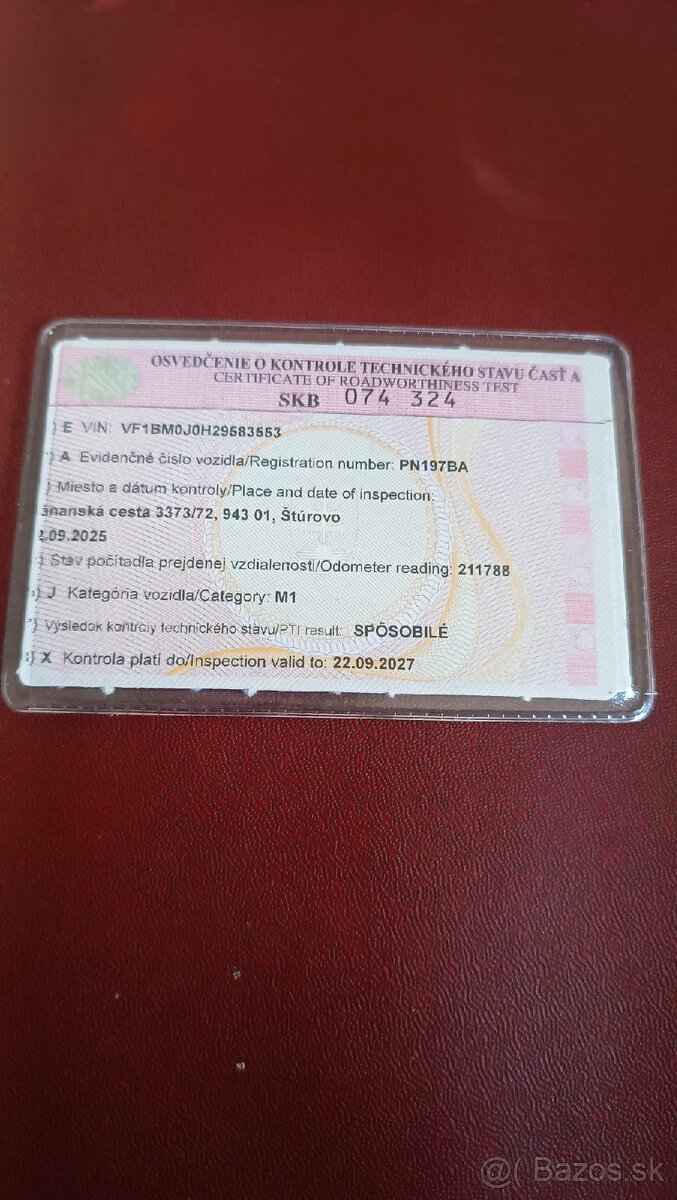 OSVEDČENIE O KONTROLE TECHNICKÉHO STAVU ČASŤ A
CERTIFICATE OF ROADWORTHINESS TEST
SKB 074 324
) E VIN: VF1BM0J0H29583553
) A Evidenčné číslo vozidla/Registration number: PN197BA
) Miesto a dátum kontroly/Place and date of inspection:
ánanská cesta 3373/72, 943 01, Štúrovo
2.09.2025
) Stav počítadla prejdenej vzdialenosti/Odometer reading: 211788
) J Kategória vozidla/Category: M1
) Výsledok kontroly technického stavu/PTI result: SPÔSOBILÉ
) X Kontrola platí do/Inspection valid to: 22.09.2027
@( Bazos.sk